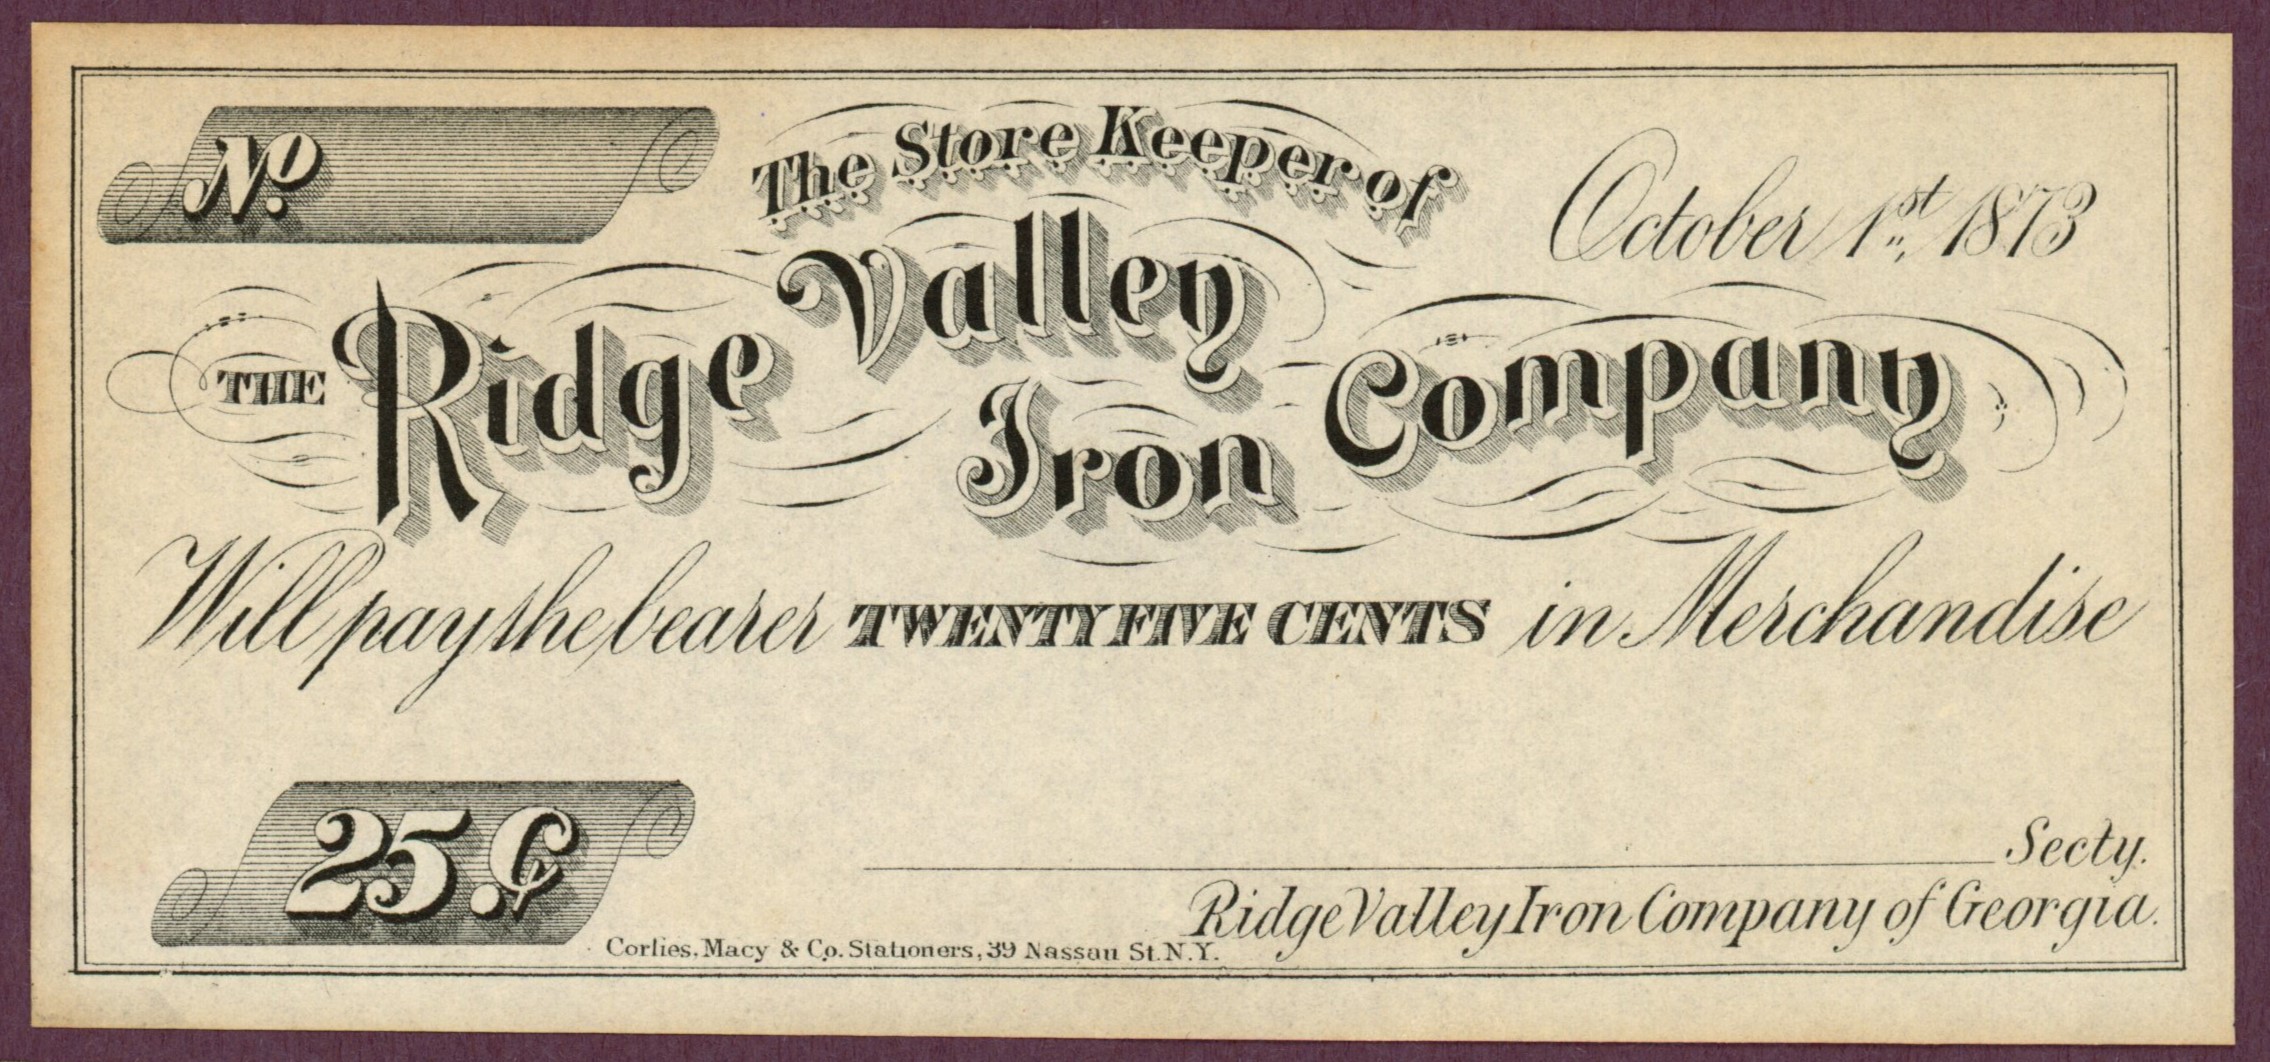 No.
The Store Keeper of
October 1st, 1873
THE Ridge Valley Iron Company
Will pay the bearer TWENTY FIVE CENTS in Merchandise
25.¢
Secty.
Ridge Valley Iron Company of Georgia.
Corlies, Macy & Co. Stationers, 39 Nassau St. N.Y.